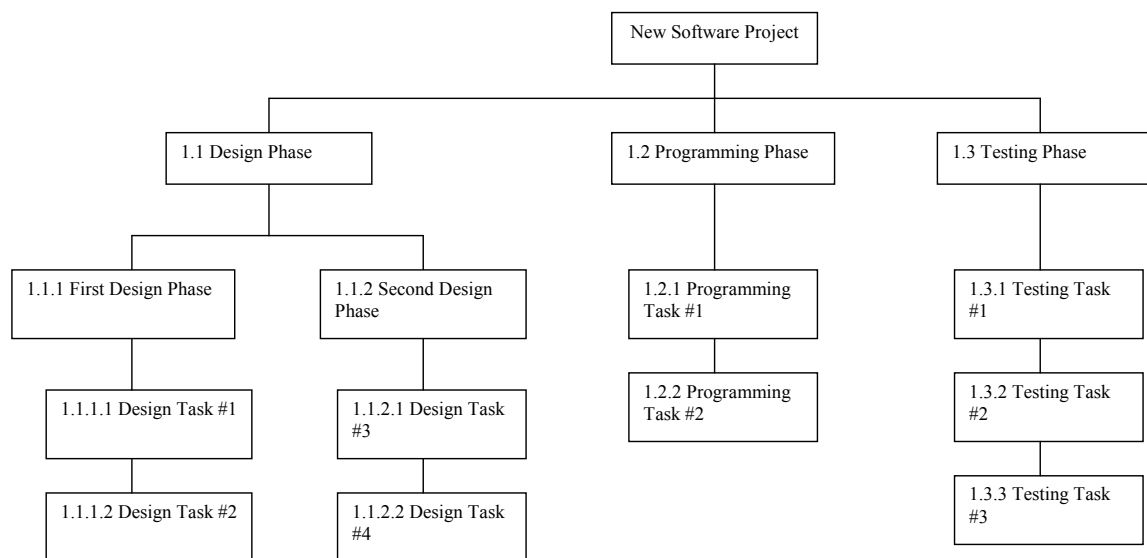 New Software Project
1.1 Design Phase
1.2 Programming Phase
1.3 Testing Phase
1.1.1 First Design Phase
1.1.2 Second Design
Phase
1.2.1 Programming
Task #1
1.3.1 Testing Task
#1
1.1.1.1 Design Task #1
1.1.2.1 Design Task
#3
1.2.2 Programming
Task #2
1.3.2 Testing Task
#2
1.1.1.2 Design Task #2
1.1.2.2 Design Task
#4
1.3.3 Testing Task
#3